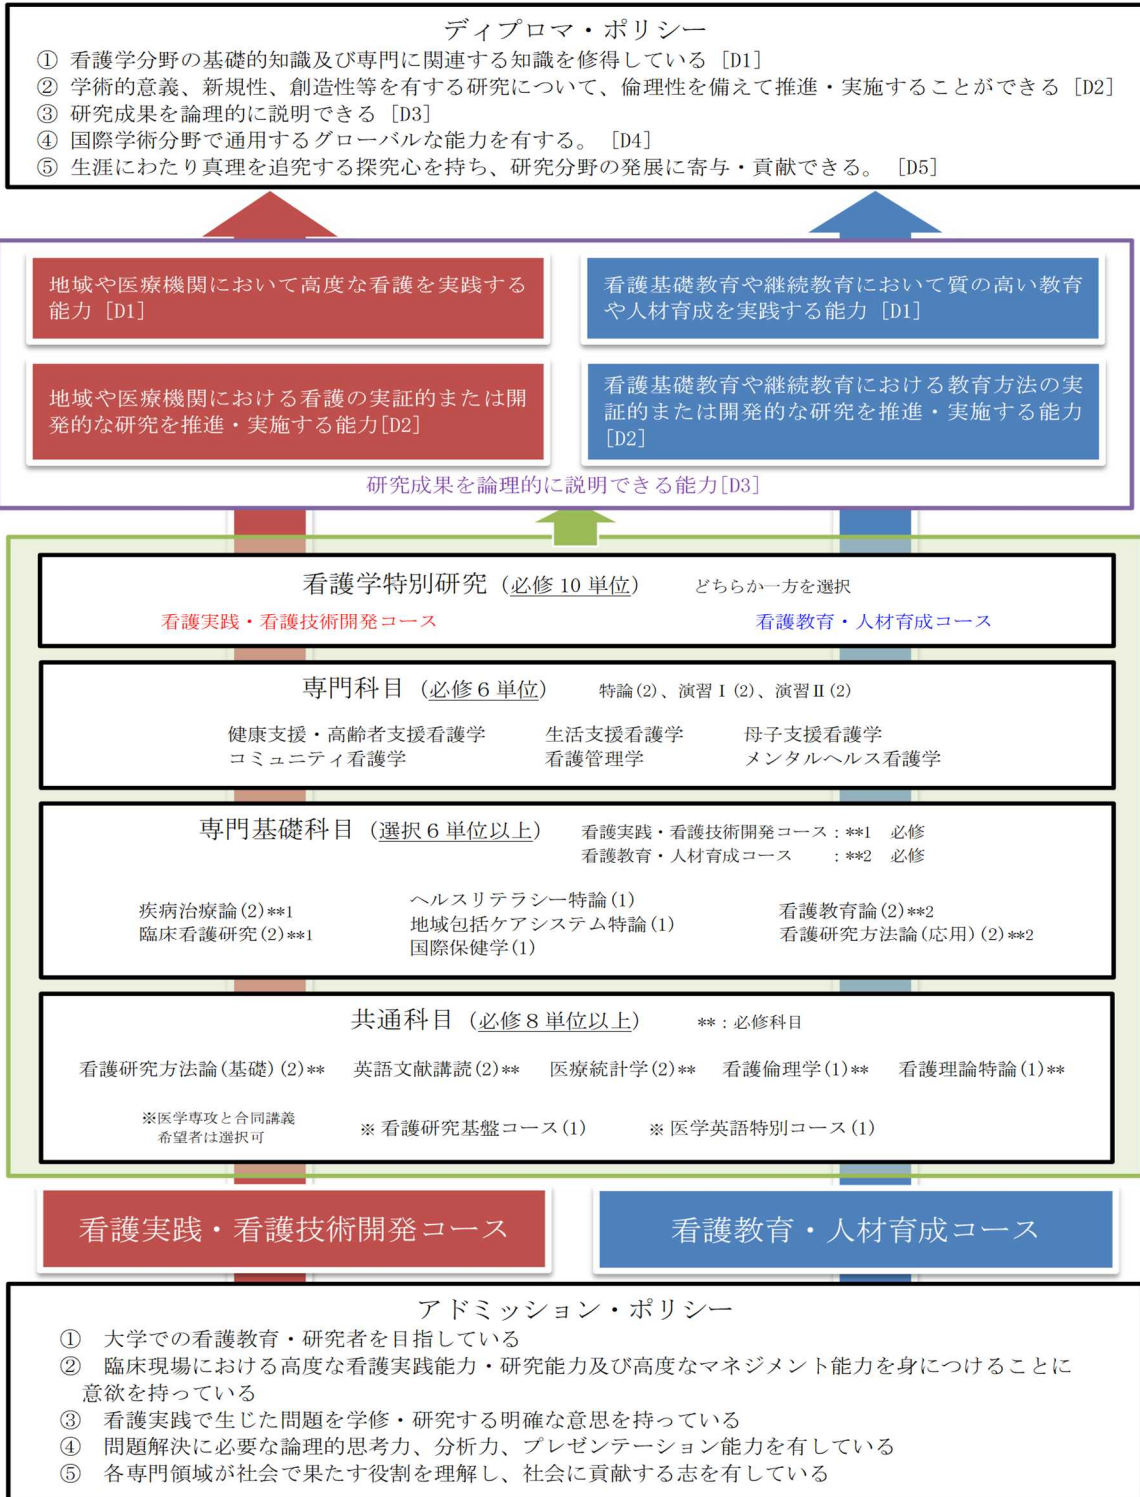 ディプロマ・ポリシー
① 看護学分野の基礎的知識及び専門に関連する知識を修得している [D1]
② 学術的意義、新規性、創造性等を有する研究について、倫理性を備えて推進・実施することができる [D2]
③ 研究成果を論理的に説明できる [D3]
④ 国際学術分野で通用するグローバルな能力を有する。 [D4]
⑤ 生涯にわたり真理を追究する探究心を持ち、研究分野の発展に寄与・貢献できる。 [D5]
地域や医療機関において高度な看護を実践する
能力 [D1]
看護基礎教育や継続教育において質の高い教育
や人材育成を実践する能力 [D1]
地域や医療機関における看護の実証的または開
発的な研究を推進・実施する能力[D2]
看護基礎教育や継続教育における教育方法の実
証的または開発的な研究を推進・実施する能力
[D2]
研究成果を論理的に説明できる能力[D3]
看護学特別研究（必修 10 単位） どちらか一方を選択
看護実践・看護技術開発コース 看護教育・人材育成コース
専門科目（必修 6 単位） 特論(2)、演習Ⅰ(2)、演習Ⅱ(2)
健康支援・高齢者支援看護学 生活支援看護学 母子支援看護学
コミュニティ看護学 看護管理学 メンタルヘルス看護学
専門基礎科目（選択 6 単位以上） 看護実践・看護技術開発コース：**1 必修
看護教育・人材育成コース ：**2 必修
疾病治療論(2)**1
臨床看護研究(2)**1
ヘルスリテラシー特論(1)
地域包括ケアシステム特論(1)
国際保健学(1)
看護教育論(2)**2
看護研究方法論(応用)(2)**2
共通科目（必修 8 単位以上） **：必修科目
看護研究方法論(基礎)(2)** 英語文献講読(2)** 医療統計学(2)** 看護倫理学(1)** 看護理論特論(1)**
※医学専攻と合同講義
希望者は選択可
※ 看護研究基盤コース(1) ※ 医学英語特別コース(1)
看護実践・看護技術開発コース
看護教育・人材育成コース
アドミッション・ポリシー
① 大学での看護教育・研究者を目指している
② 臨床現場における高度な看護実践能力・研究能力及び高度なマネジメント能力を身につけることに
意欲を持っている
③ 看護実践で生じた問題を学修・研究する明確な意思を持っている
④ 問題解決に必要な論理的思考力、分析力、プレゼンテーション能力を有している
⑤ 各専門領域が社会で果たす役割を理解し、社会に貢献する志を有している